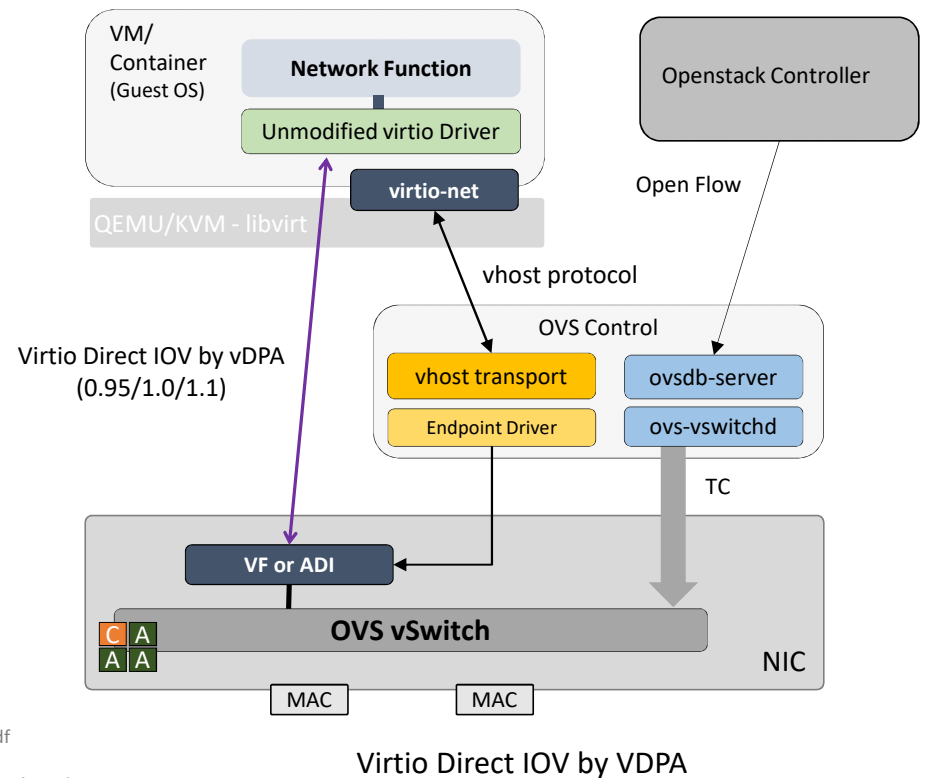 VM/
Container
(Guest OS)
Network Function
Unmodified virtio Driver
virtio-net
QEMU/KVM - libvirt
Openstack Controller
Open Flow
vhost protocol
Virtio Direct IOV by vDPA
(0.95/1.0/1.1)
OVS Control
vhost transport
ovsdb-server
Endpoint Driver
ovs-vswitchd
TC
VF or ADI
OVS vSwitch
C A
A A
NIC
MAC
MAC
Virtio Direct IOV by VDPA